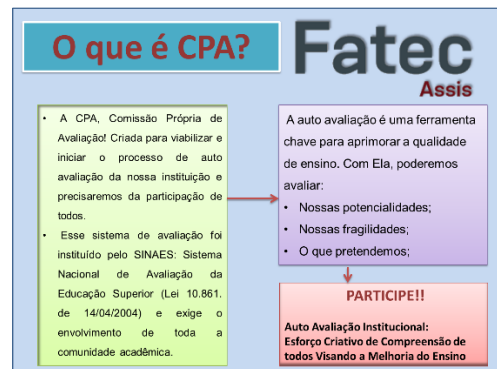 O que é CPA?
Fatec
Assis
• A CPA, Comissão Própria de
Avaliação! Criada para viabilizar e
iniciar o processo de auto
avaliação da nossa instituição e
precisaremos da participação de
todos.
• Esse sistema de avaliação foi
instituído pelo SINAES: Sistema
Nacional de Avaliação da
Educação Superior (Lei 10.861.
de 14/04/2004) e exige o
envolvimento de toda a
comunidade acadêmica.
A auto avaliação é uma ferramenta
chave para aprimorar a qualidade
de ensino. Com Ela, poderemos
avaliar:
• Nossas potencialidades;
• Nossas fragilidades;
• O que pretendemos;
PARTICIPE!!
Auto Avaliação Institucional:
Esforço Criativo de Compreensão de
todos Visando a Melhoria do Ensino